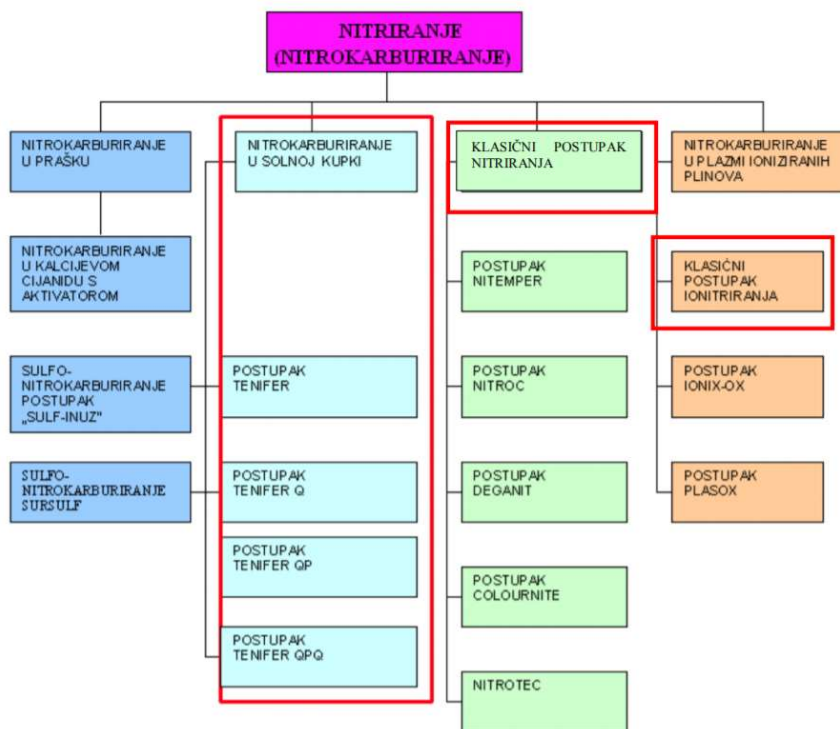 NITRIRANJE
(NITROKARBURIRANJE)
NITROKARBURIRANJE
U PRAŠKU
NITROKARBURIRANJE
U SOLNOJ KUPKI
KLASIČNI POSTUPAK
NITRIRANJA
NITROKARBURIRANJE
U PLAZMI IONIZIRANIH
PLINOVA
NITROKARBURIRANJE
U KALCIJEVOM
CIJANIDU S
AKTIVATOROM
POSTUPAK
NITEMPER
KLASIČNI
POSTUPAK
IONITRIRANJA
SULFO-
NITROKARBURIRANJE
POSTUPAK
„SULF-INUZ"
POSTUPAK
TENIFER
POSTUPAK
NITROC
POSTUPAK
IONIX-OX
SULFO-
NITROKARBURIRANJE
SURSULF
POSTUPAK
TENIFER Q
POSTUPAK
DEGANIT
POSTUPAK
PLASOX
POSTUPAK
TENIFER QP
POSTUPAK
COLOURNITE
POSTUPAK
TENIFER QPQ
NITROTEC